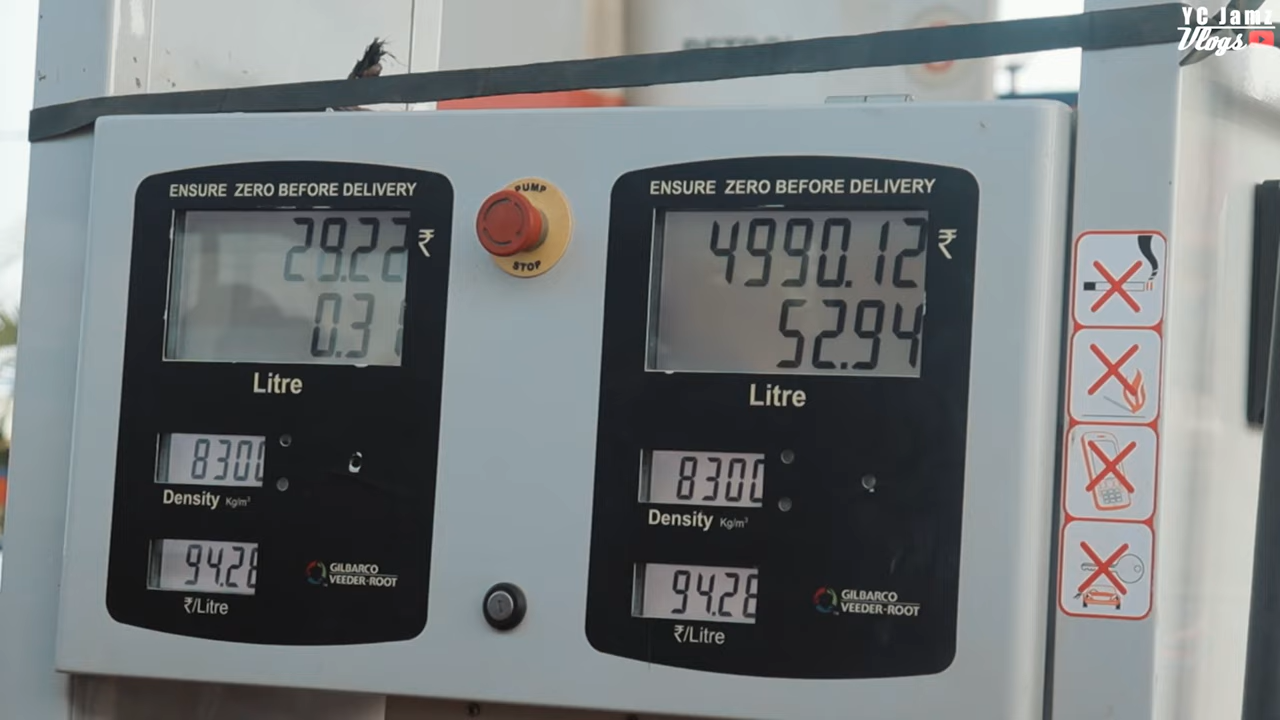 YC Jamz
Vlogs
ENSURE ZERO BEFORE DELIVERY
29.22 ₹
0.31
Litre
8300
Density Kg/m³
94.28
₹/Litre
GILBARCO
VEEDER-ROOT
PUMP
STOP
ENSURE ZERO BEFORE DELIVERY
4990.12 ₹
52.94
Litre
8300
Density Kg/m³
94.28
₹/Litre
GILBARCO
VEEDER-ROOT